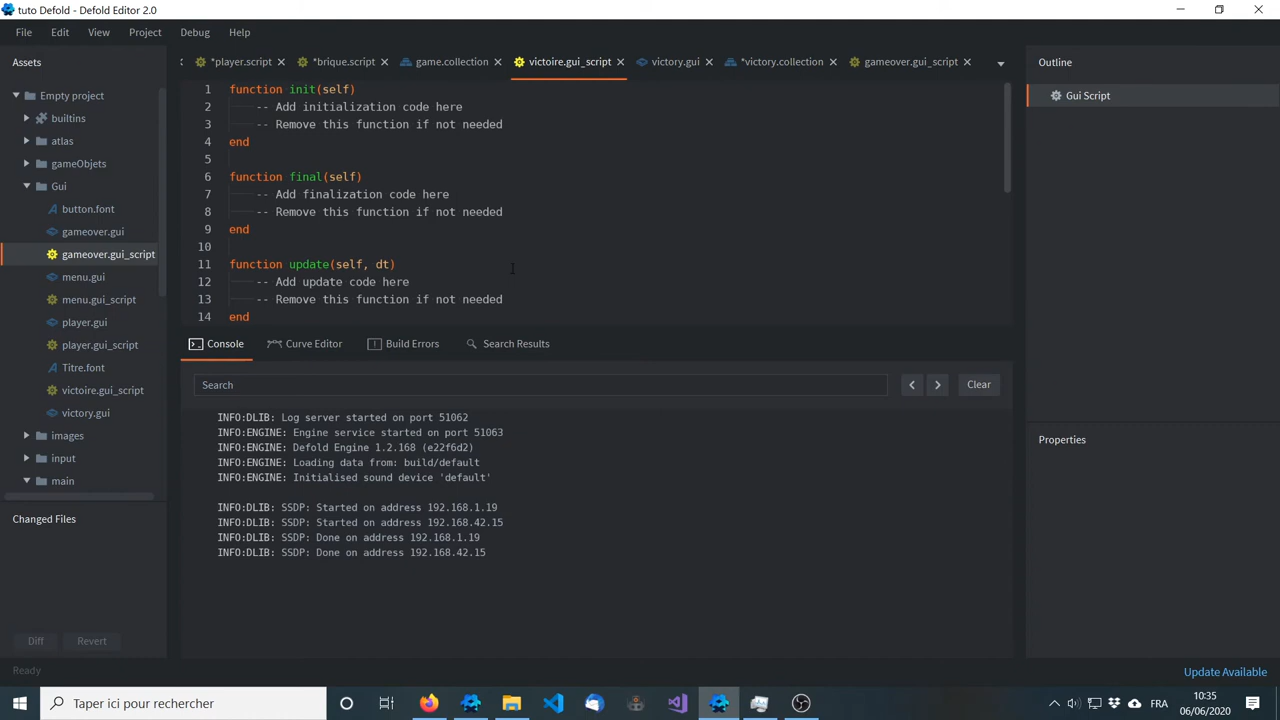 tuto Defold - Defold Editor 2.0
File Edit View Project Debug Help
Assets
Empty project
builtins
atlas
gameObjets
Gui
button.font
gameover.gui
gameover.gui_script
menu.gui
menu.gui_script
player.gui
player.gui_script
Titre.font
victoire.gui_script
victory.gui
images
input
main
Changed Files
Diff Revert
Ready
*player.script *brique.script game.collection victoire.gui_script victory.gui *victory.collection gameover.gui_script
1 function init(self)
2 -- Add initialization code here
3 -- Remove this function if not needed
4 end
5
6 function final(self)
7 -- Add finalization code here
8 -- Remove this function if not needed
9 end
10
11 function update(self, dt)
12 -- Add update code here
13 -- Remove this function if not needed
14 end
Console Curve Editor Build Errors Search Results
Search Clear
INFO:DLIB: Log server started on port 51062
INFO:ENGINE: Engine service started on port 51063
INFO:ENGINE: Defold Engine 1.2.168 (e22f6d2)
INFO:ENGINE: Loading data from: build/default
INFO:ENGINE: Initialised sound device 'default'
INFO:DLIB: SSDP: Started on address 192.168.1.19
INFO:DLIB: SSDP: Started on address 192.168.42.15
INFO:DLIB: SSDP: Done on address 192.168.1.19
INFO:DLIB: SSDP: Done on address 192.168.42.15
Outline
Gui Script
Properties
Update Available
Taper ici pour rechercher
FRA
10:35
06/06/2020